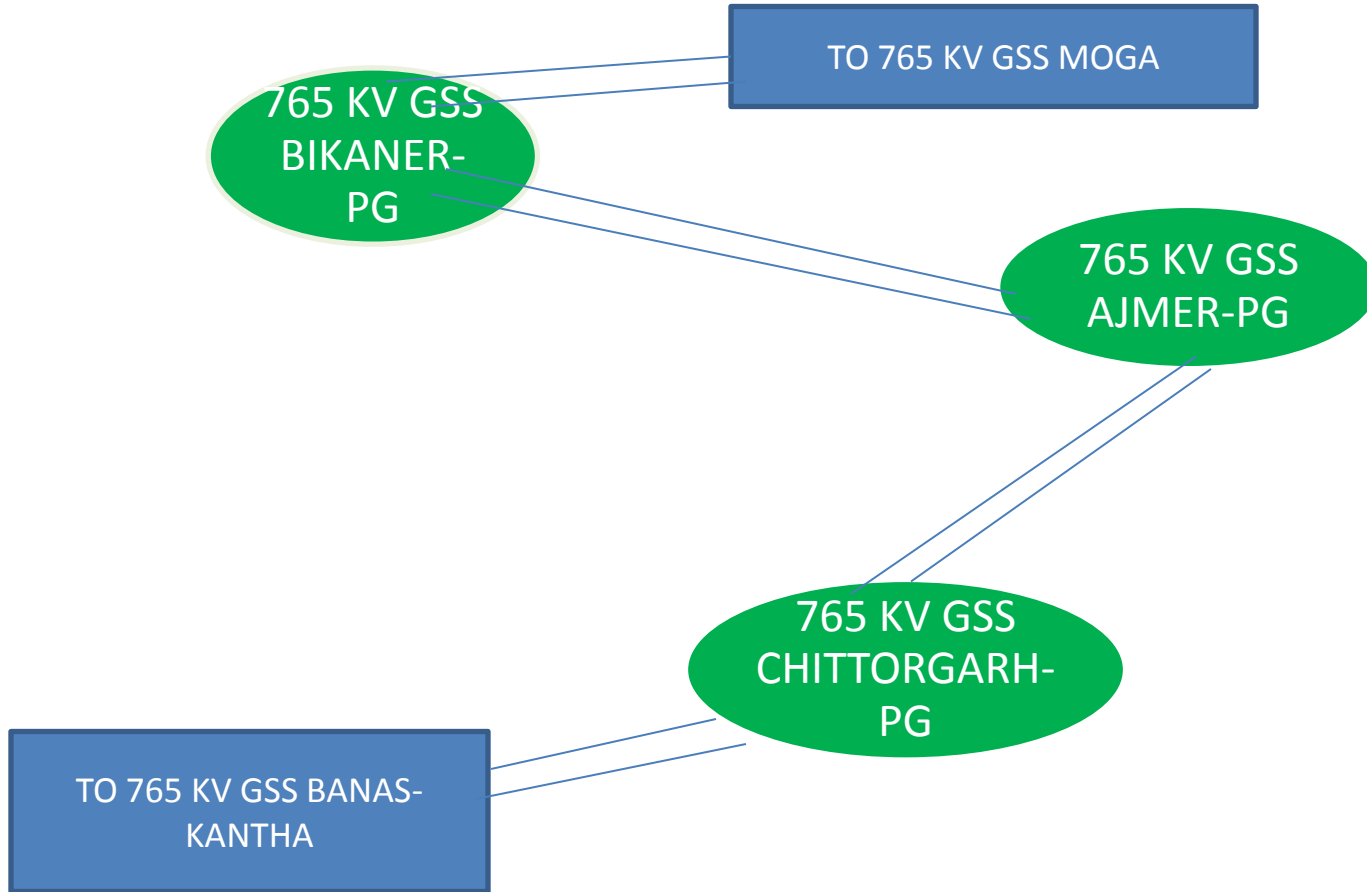 TO 765 KV GSS MOGA
765 KV GSS
BIKANER-
PG
765 KV GSS
AJMER-PG
765 KV GSS
CHITTORGARH-
PG
TO 765 KV GSS BANAS-
KANTHA